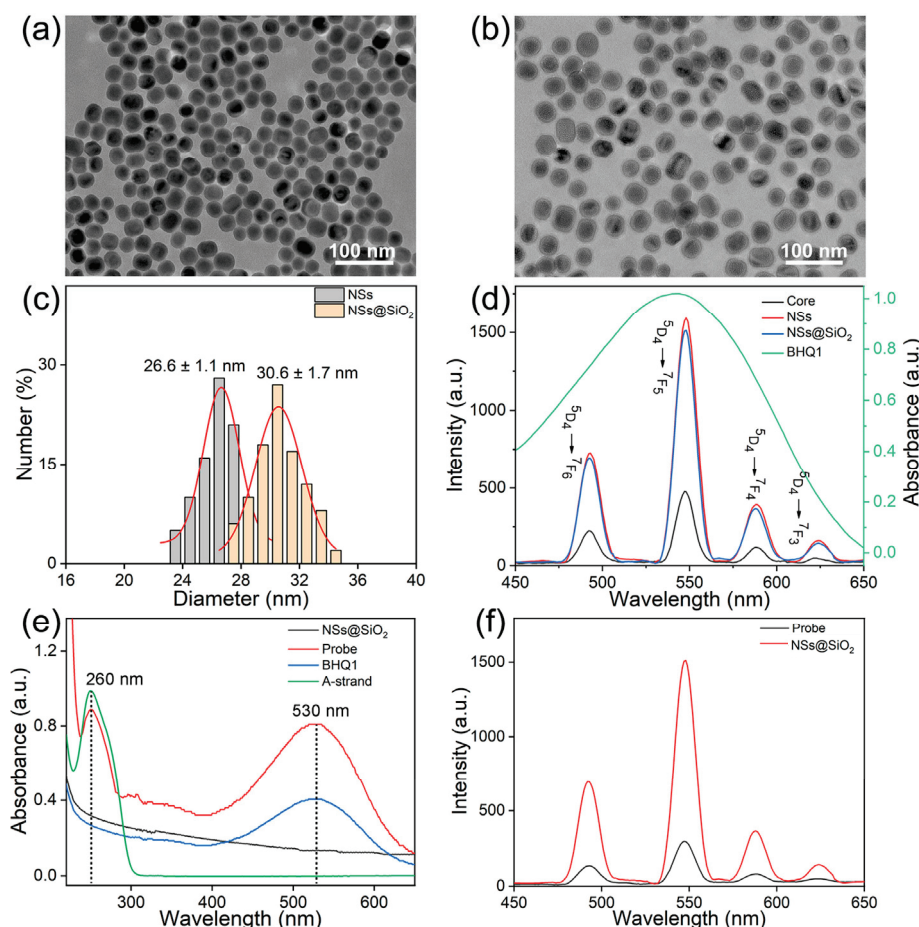 (a)
100 nm
(b)
100 nm
(c)
NSs
NSs@SiO₂
26.6 ± 1.1 nm
30.6 ± 1.7 nm
Number (%)
30
15
0
16 20 24 28 32 36 40
Diameter (nm)
(d)
Core
NSs
NSs@SiO₂
BHQ1
⁵D₄→⁷F₆
⁵D₄→⁷F₅
⁵D₄→⁷F₄
⁵D₄→⁷F₃
Intensity (a.u.)
1500
1000
500
0
Absorbance (a.u.)
1.0
0.8
0.6
0.4
0.2
0.0
450 500 550 600 650
Wavelength (nm)
(e)
NSs@SiO₂
Probe
BHQ1
A-strand
260 nm
530 nm
Absorbance (a.u.)
1.2
0.8
0.4
0.0
300 400 500 600
Wavelength (nm)
(f)
Probe
NSs@SiO₂
Intensity (a.u.)
1500
1000
500
0
450 500 550 600 650
Wavelength (nm)